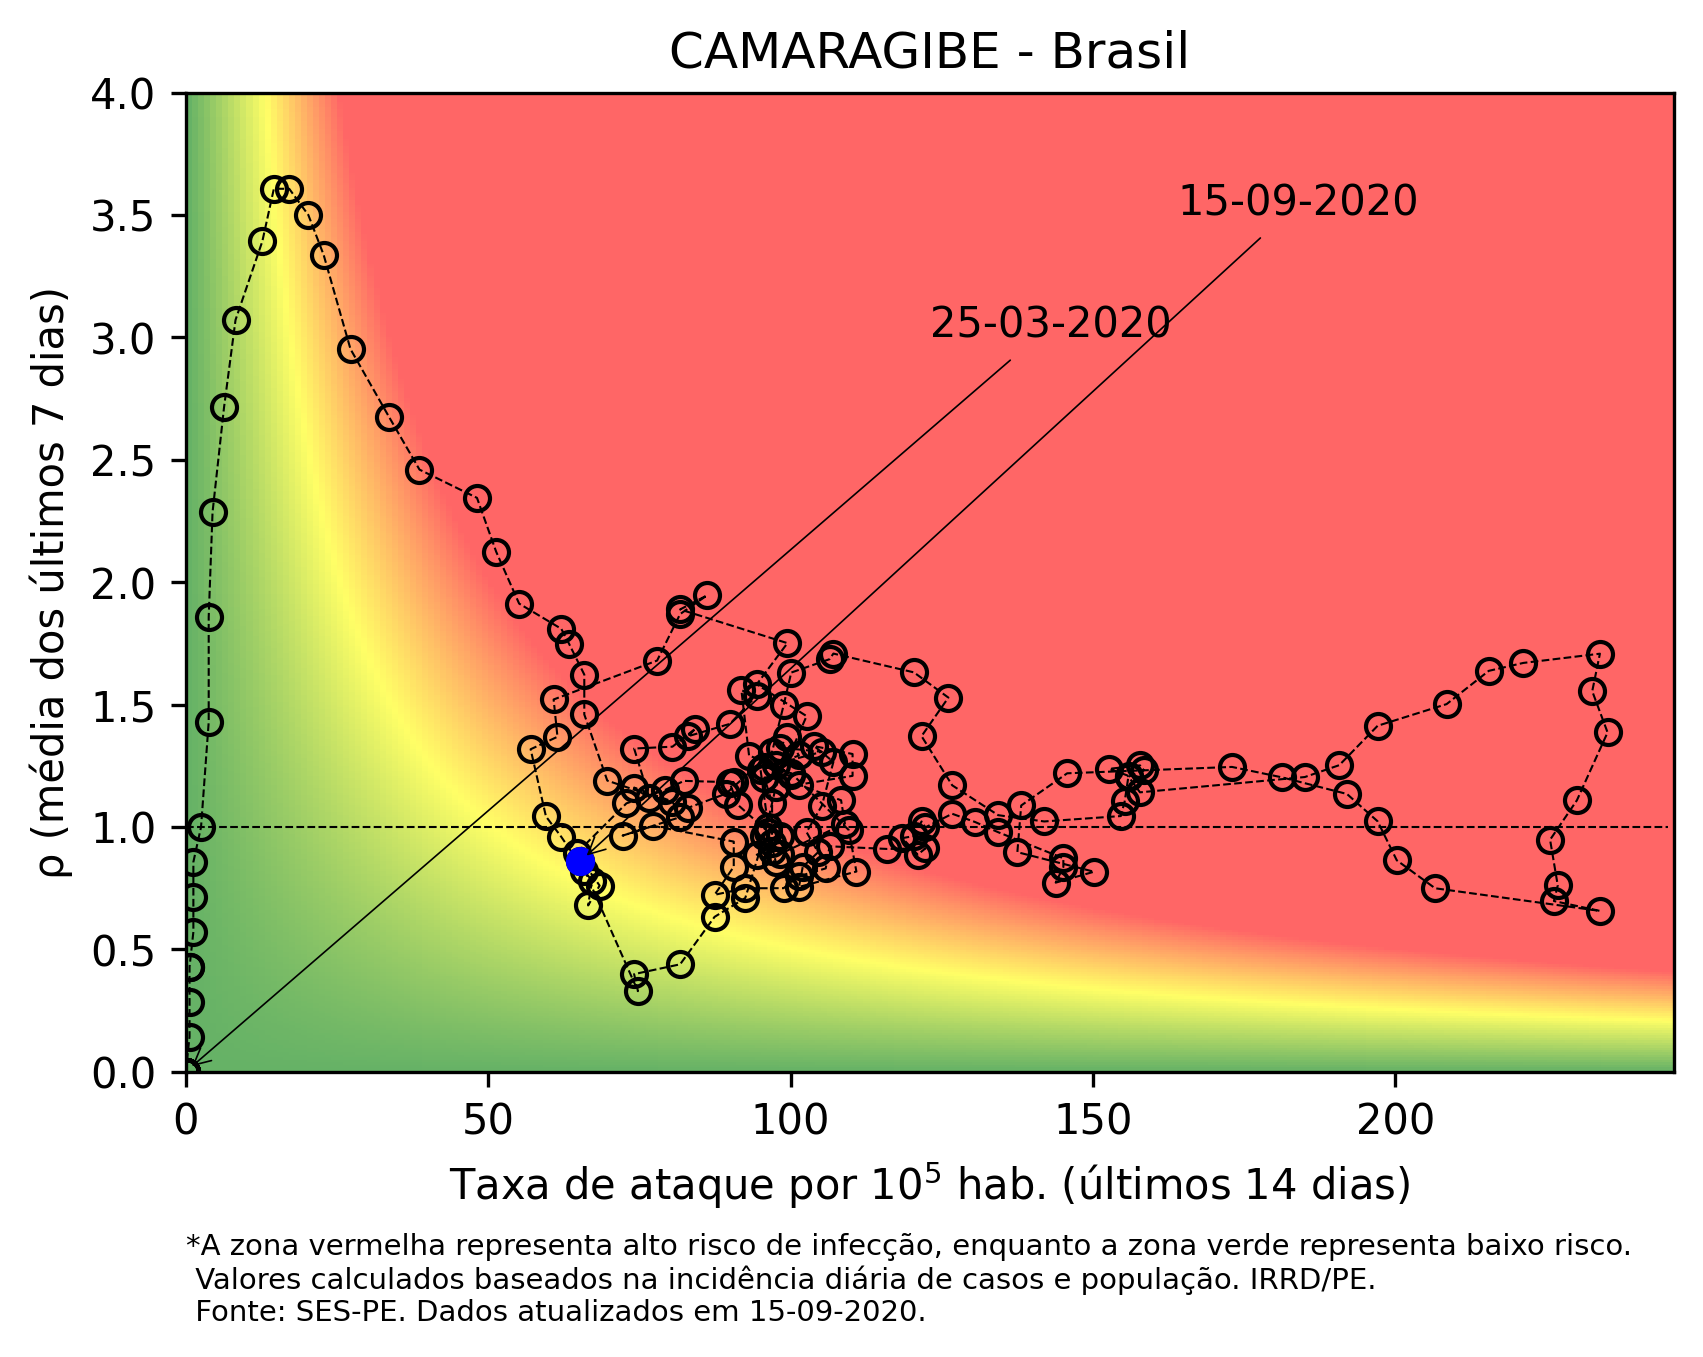 CAMARAGIBE - Brasil
4.0
3.5
3.0
2.5
2.0
1.5
1.0
0.5
0.0
ρ (média dos últimos 7 dias)
15-09-2020
25-03-2020
0 50 100 150 200
Taxa de ataque por 10⁵ hab. (últimos 14 dias)
*A zona vermelha representa alto risco de infecção, enquanto a zona verde representa baixo risco.
Valores calculados baseados na incidência diária de casos e população. IRRD/PE.
Fonte: SES-PE. Dados atualizados em 15-09-2020.